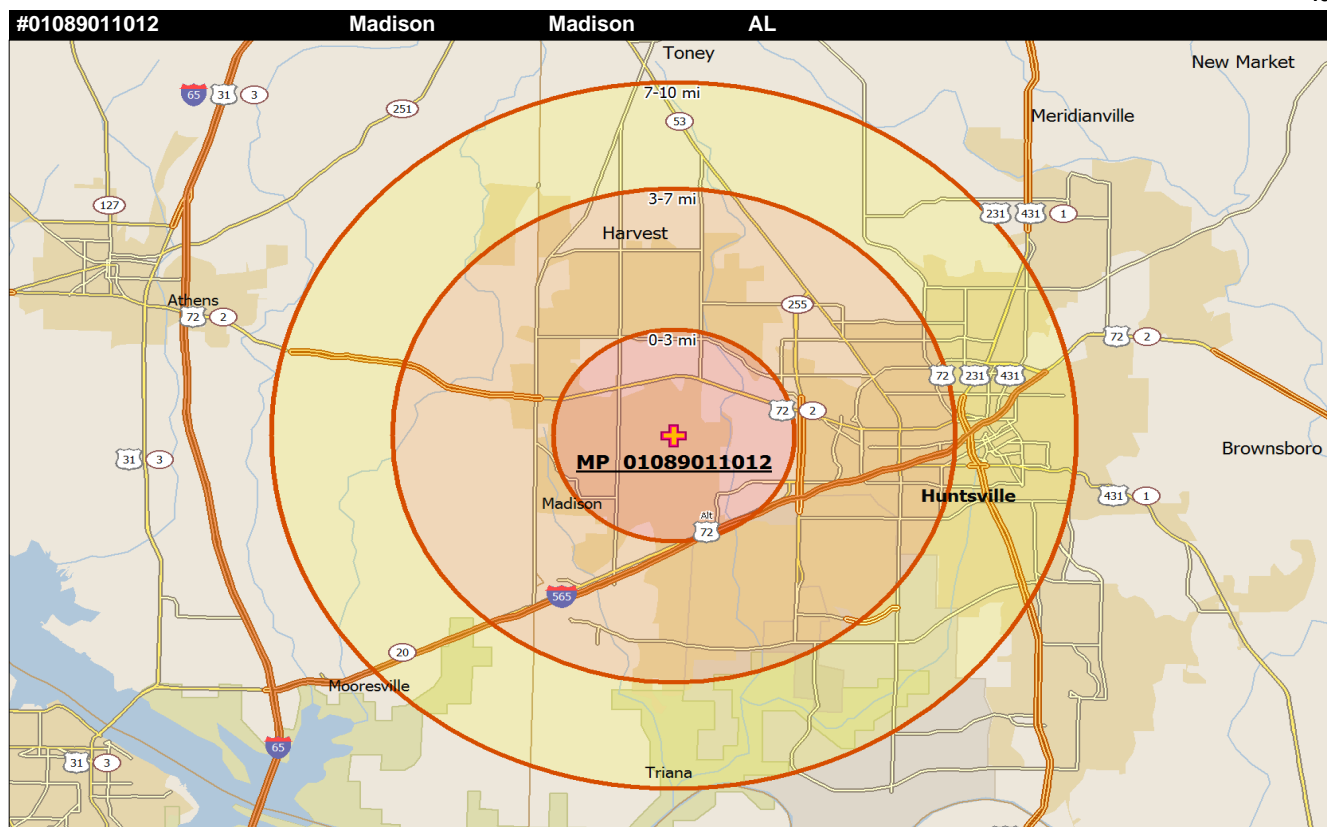 #01089011012 Madison Madison AL
Toney
New Market
7-10 mi
65 31 3
251
53
Meridianville
127
3-7 mi
231 431 1
Harvest
Athens
72 2
255
0-3 mi
72 2
72 231 431
72 2
MP 01089011012
Brownsboro
31 3
Madison
Huntsville
431 1
Alt
72
565
20
Mooresville
65
31 3
Triana